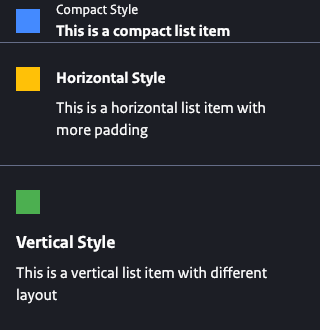 Compact Style
This is a compact list item
Horizontal Style
This is a horizontal list item with
more padding
Vertical Style
This is a vertical list item with different
layout